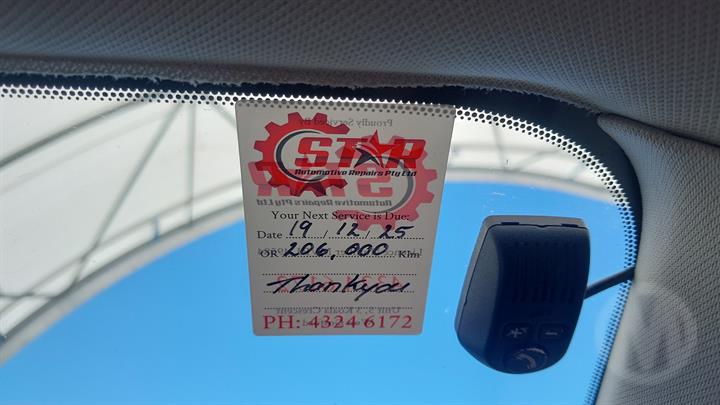 STAR
Automotive Repairs Pty Ltd
Your Next Service is Due:
Date 19 / 12 / 25
OR 206,000 Klm
Thankyou
PH: 4324 6172